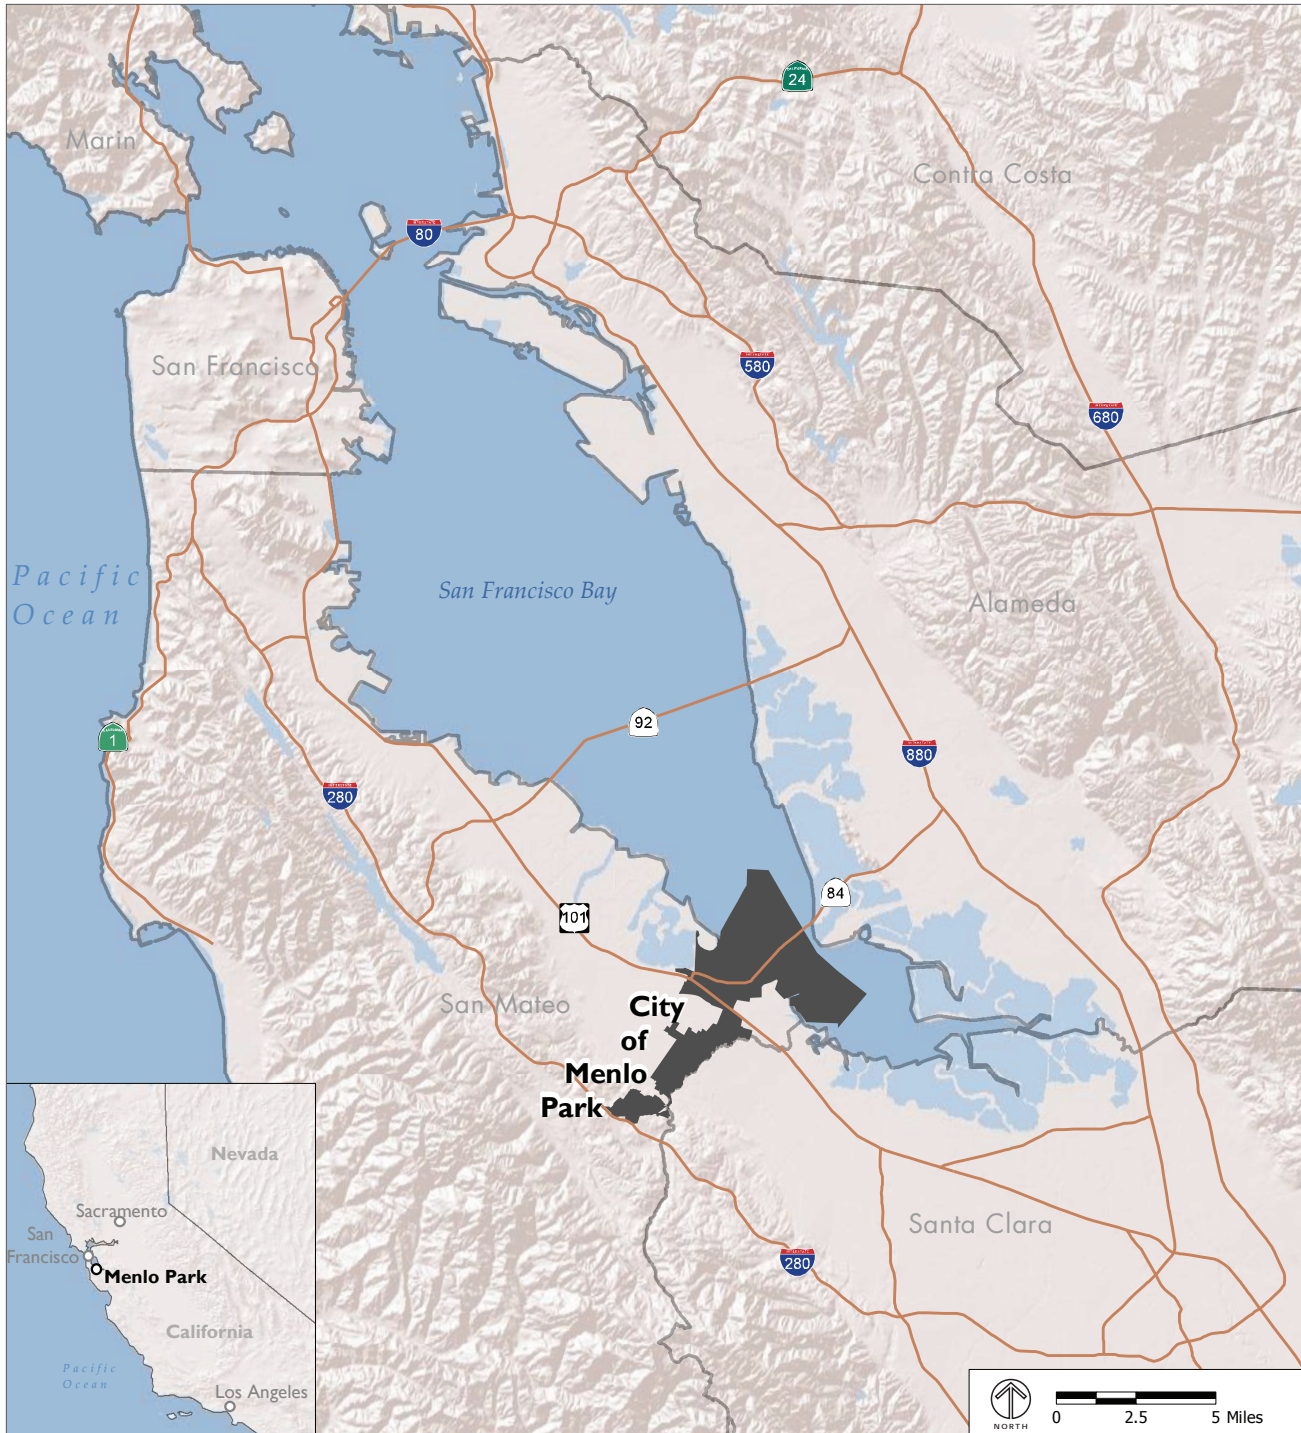 24
Marin
Contra Costa
80
San Francisco
580
680
Pacific
Ocean
San Francisco Bay
Alameda
92
1
880
280
84
101
San Mateo
City
of
Menlo
Park
Santa Clara
280
Nevada
Sacramento
San
Francisco
Menlo Park
California
Pacific
Ocean
Los Angeles
NORTH
0 2.5 5 Miles